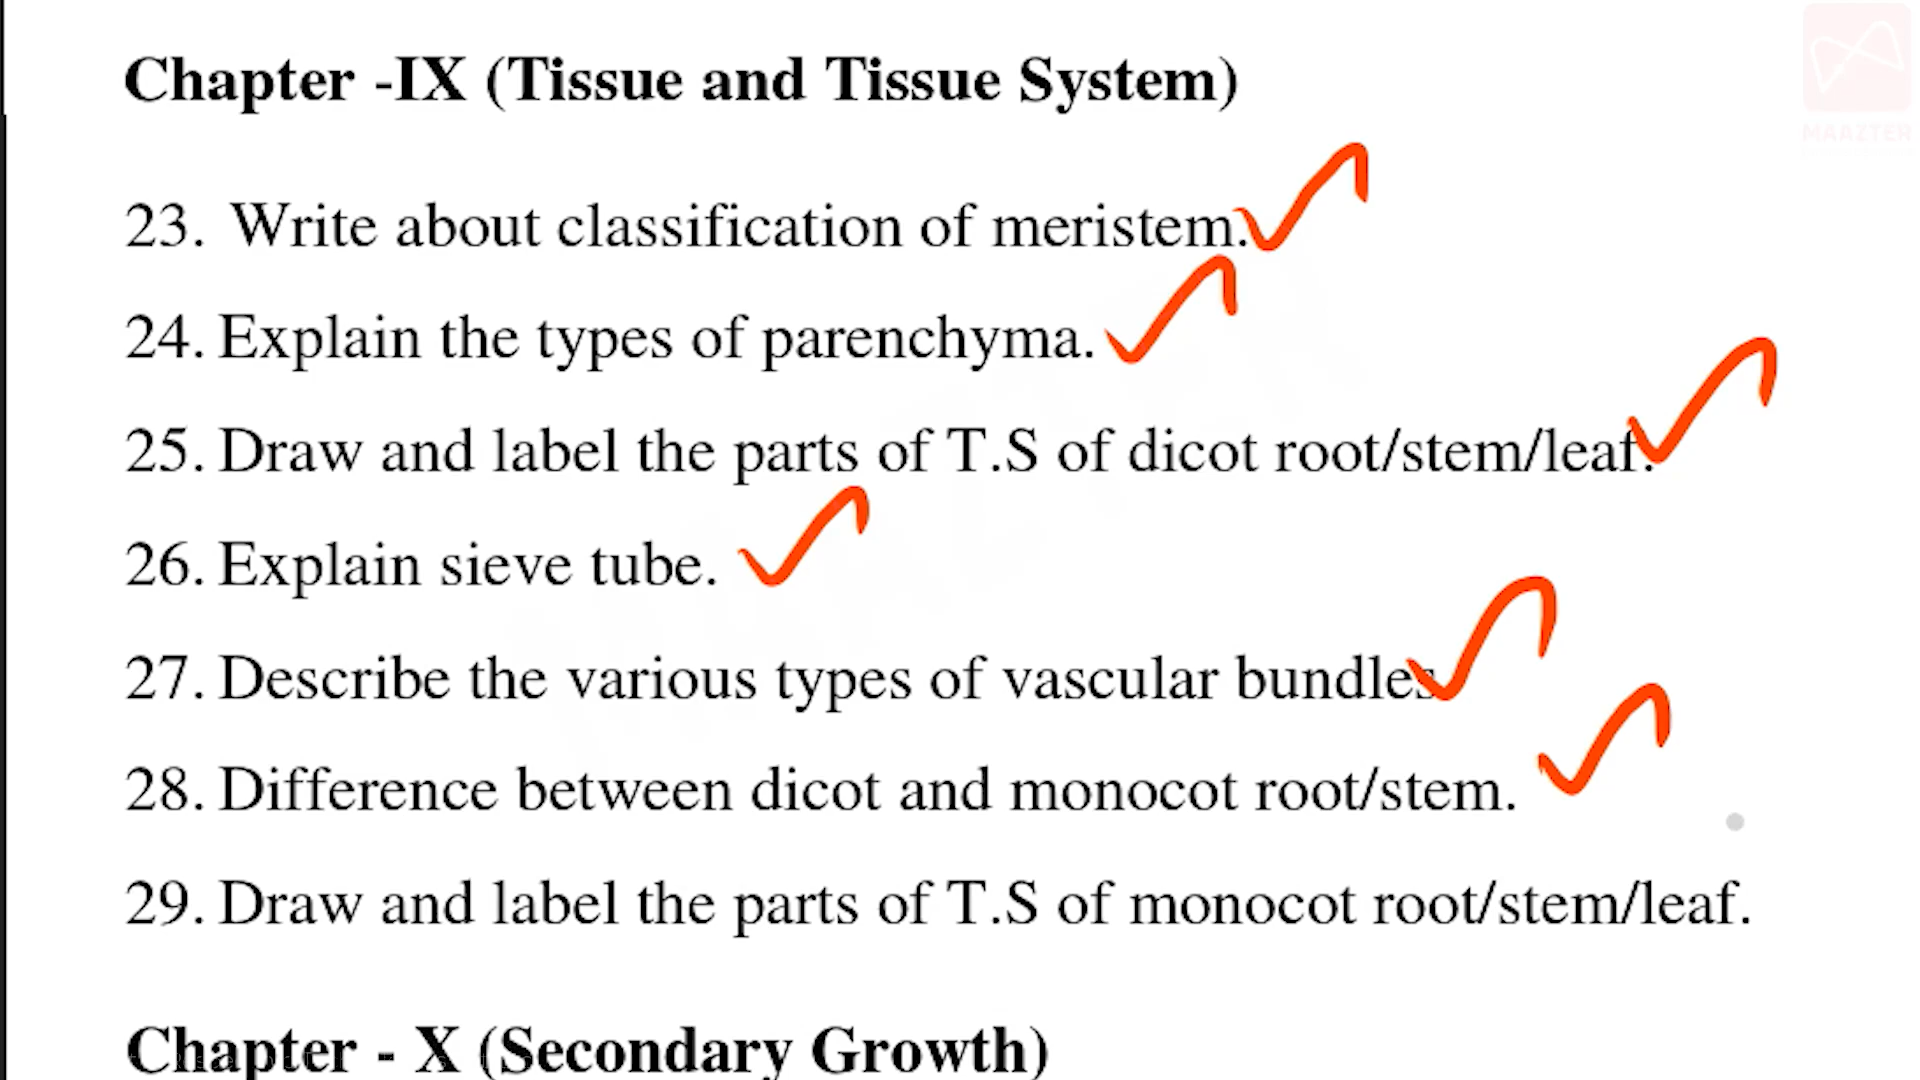 MAAZTER
Chapter -IX (Tissue and Tissue System)
23. Write about classification of meristem.
24. Explain the types of parenchyma.
25. Draw and label the parts of T.S of dicot root/stem/leaf.
26. Explain sieve tube.
27. Describe the various types of vascular bundles
28. Difference between dicot and monocot root/stem.
29. Draw and label the parts of T.S of monocot root/stem/leaf.
Chapter - X (Secondary Growth)